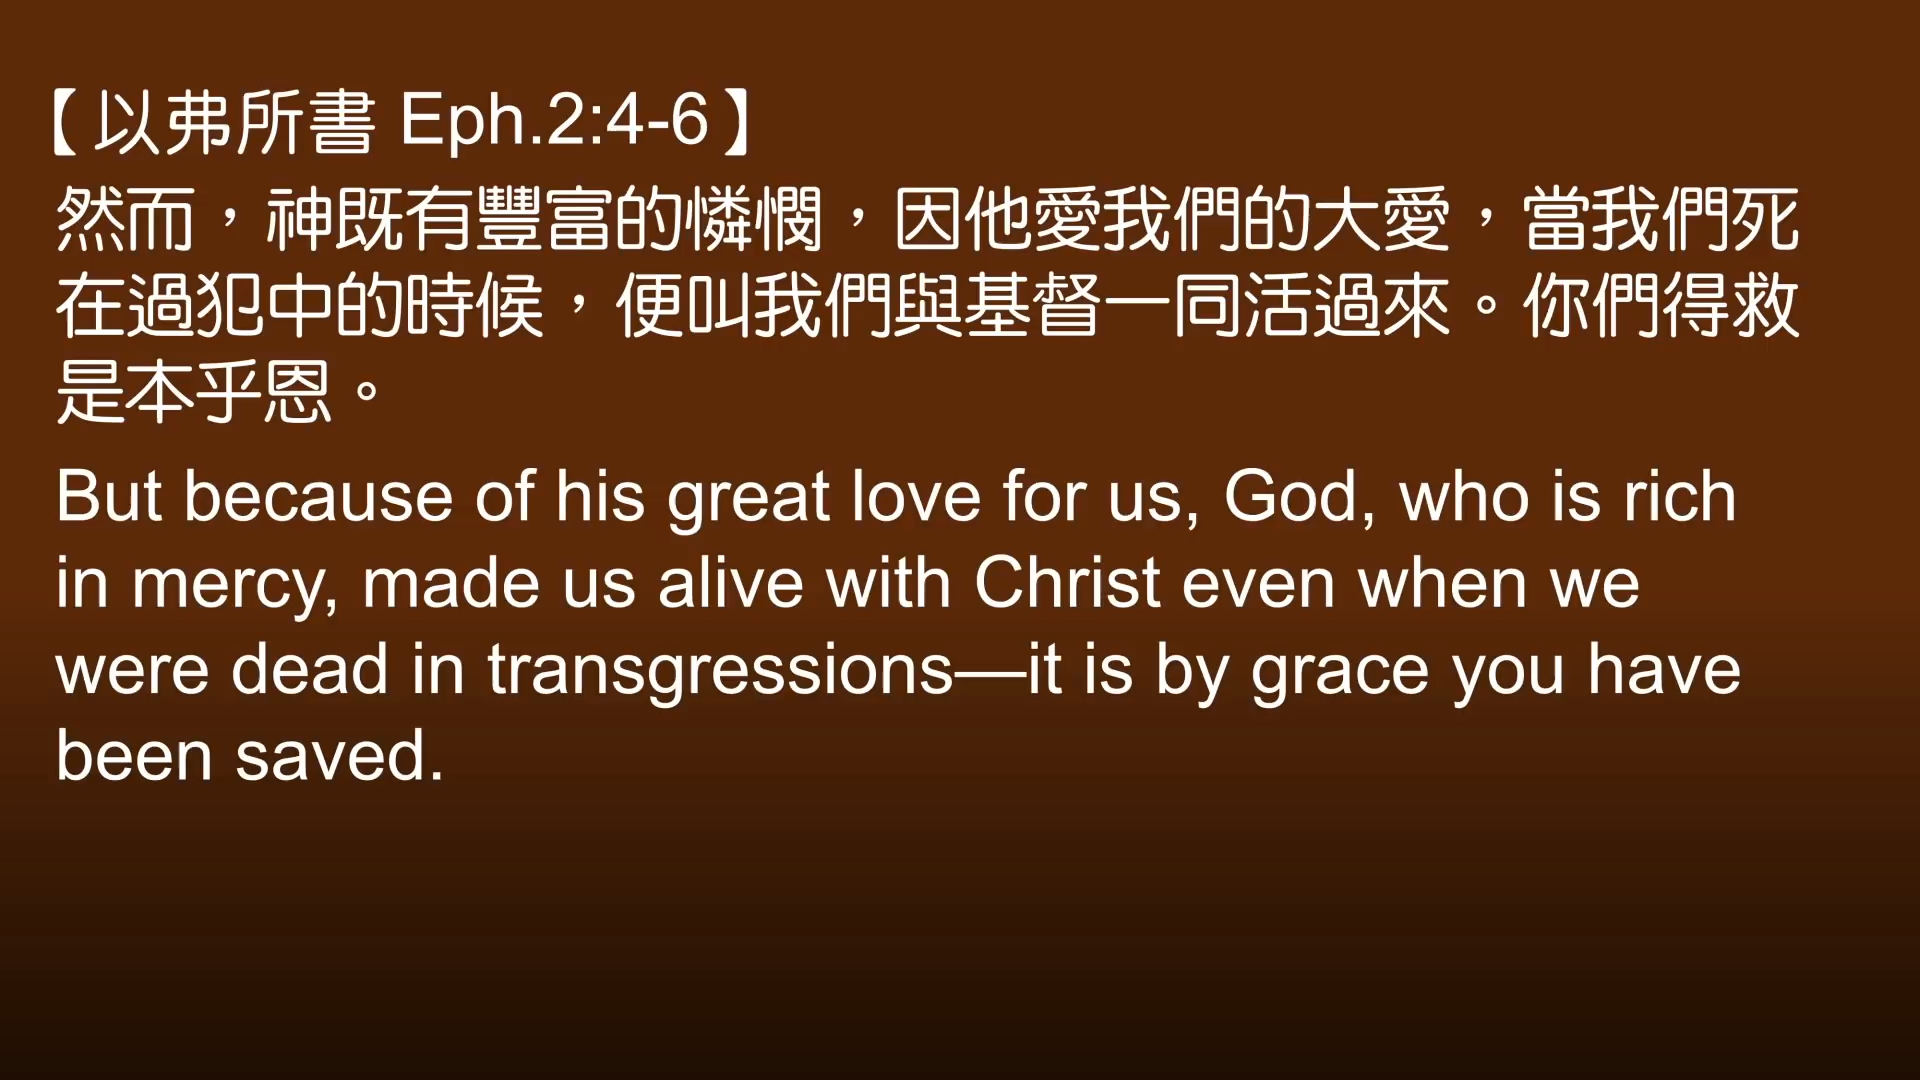 【以弗所書 Eph.2:4-6】
然而，神既有豐富的憐憫，因他愛我們的大愛，當我們死
在過犯中的時候，便叫我們與基督一同活過來。你們得救
是本乎恩。
But because of his great love for us, God, who is rich
in mercy, made us alive with Christ even when we
were dead in transgressions—it is by grace you have
been saved.